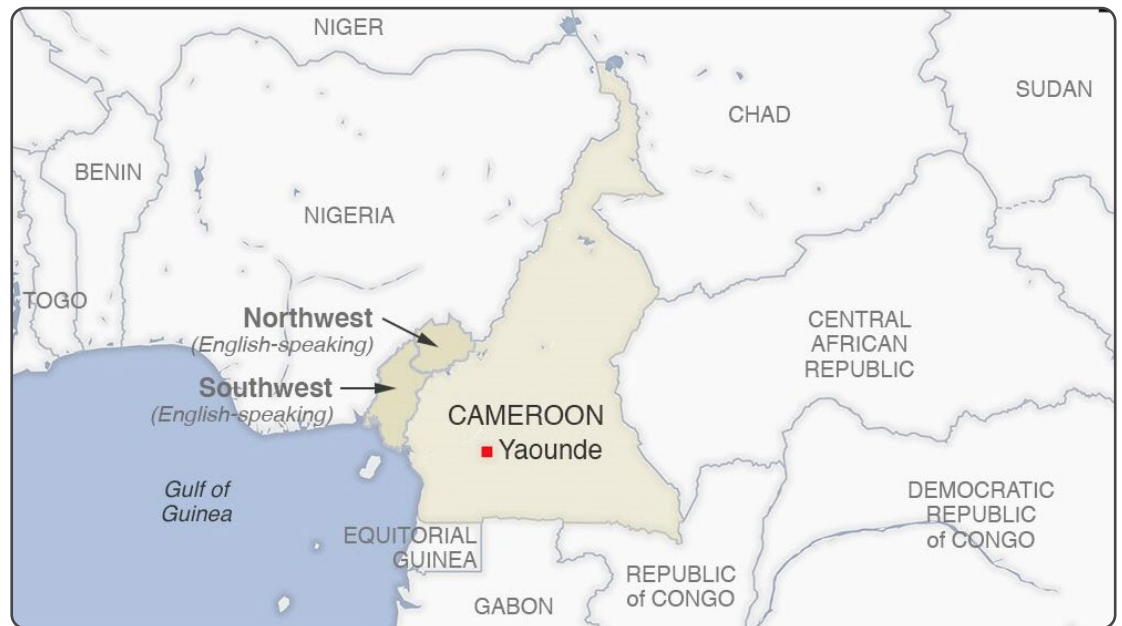 NIGER
SUDAN
CHAD
BENIN
NIGERIA
TOGO
Northwest
(English-speaking)
CENTRAL
AFRICAN
REPUBLIC
Southwest
(English-speaking)
CAMEROON
Yaounde
Gulf of
Guinea
DEMOCRATIC
REPUBLIC
of CONGO
EQUITORIAL
GUINEA
REPUBLIC
of CONGO
GABON